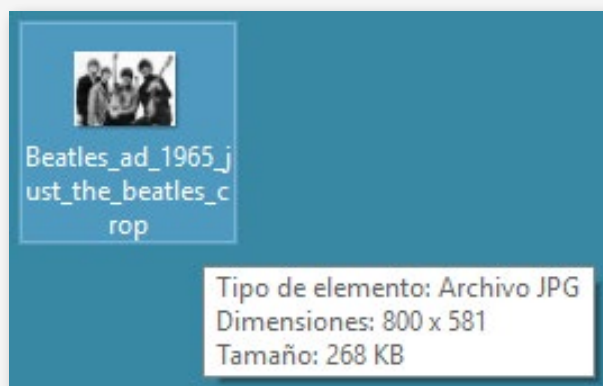 Beatles_ad_1965_j
ust_the_beatles_c
rop
Tipo de elemento: Archivo JPG
Dimensiones: 800 x 581
Tamaño: 268 KB